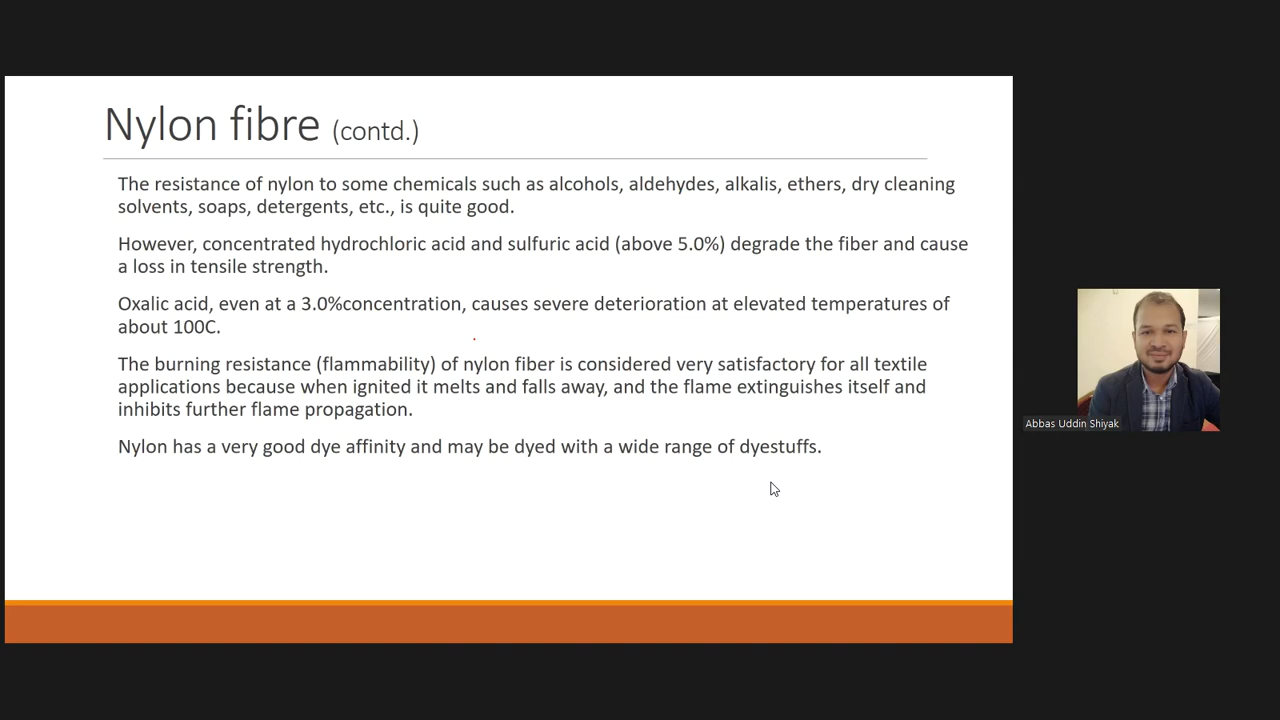 Nylon fibre (contd.)
The resistance of nylon to some chemicals such as alcohols, aldehydes, alkalis, ethers, dry cleaning
solvents, soaps, detergents, etc., is quite good.
However, concentrated hydrochloric acid and sulfuric acid (above 5.0%) degrade the fiber and cause
a loss in tensile strength.
Oxalic acid, even at a 3.0%concentration, causes severe deterioration at elevated temperatures of
about 100C.
The burning resistance (flammability) of nylon fiber is considered very satisfactory for all textile
applications because when ignited it melts and falls away, and the flame extinguishes itself and
inhibits further flame propagation.
Nylon has a very good dye affinity and may be dyed with a wide range of dyestuffs.
Abbas Uddin Shiyak